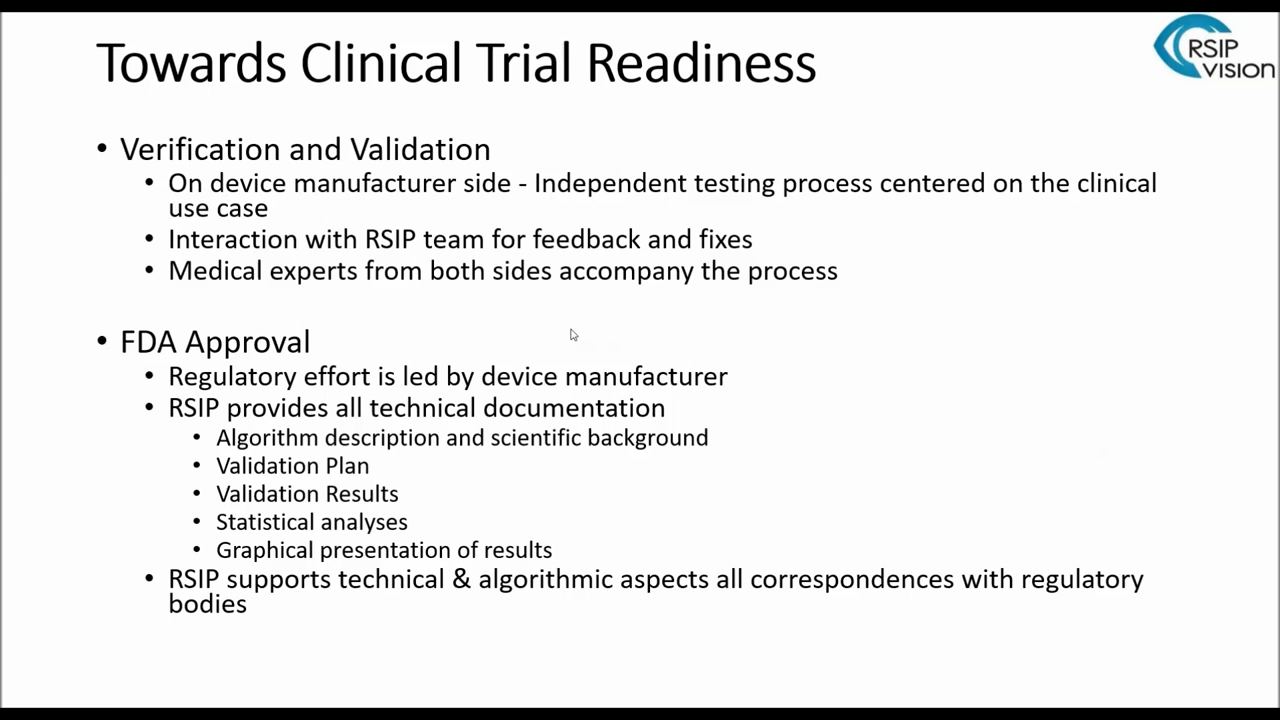 Towards Clinical Trial Readiness
RSIP
VISION
• Verification and Validation
• On device manufacturer side - Independent testing process centered on the clinical
use case
• Interaction with RSIP team for feedback and fixes
• Medical experts from both sides accompany the process
• FDA Approval
• Regulatory effort is led by device manufacturer
• RSIP provides all technical documentation
• Algorithm description and scientific background
• Validation Plan
• Validation Results
• Statistical analyses
• Graphical presentation of results
• RSIP supports technical & algorithmic aspects all correspondences with regulatory
bodies